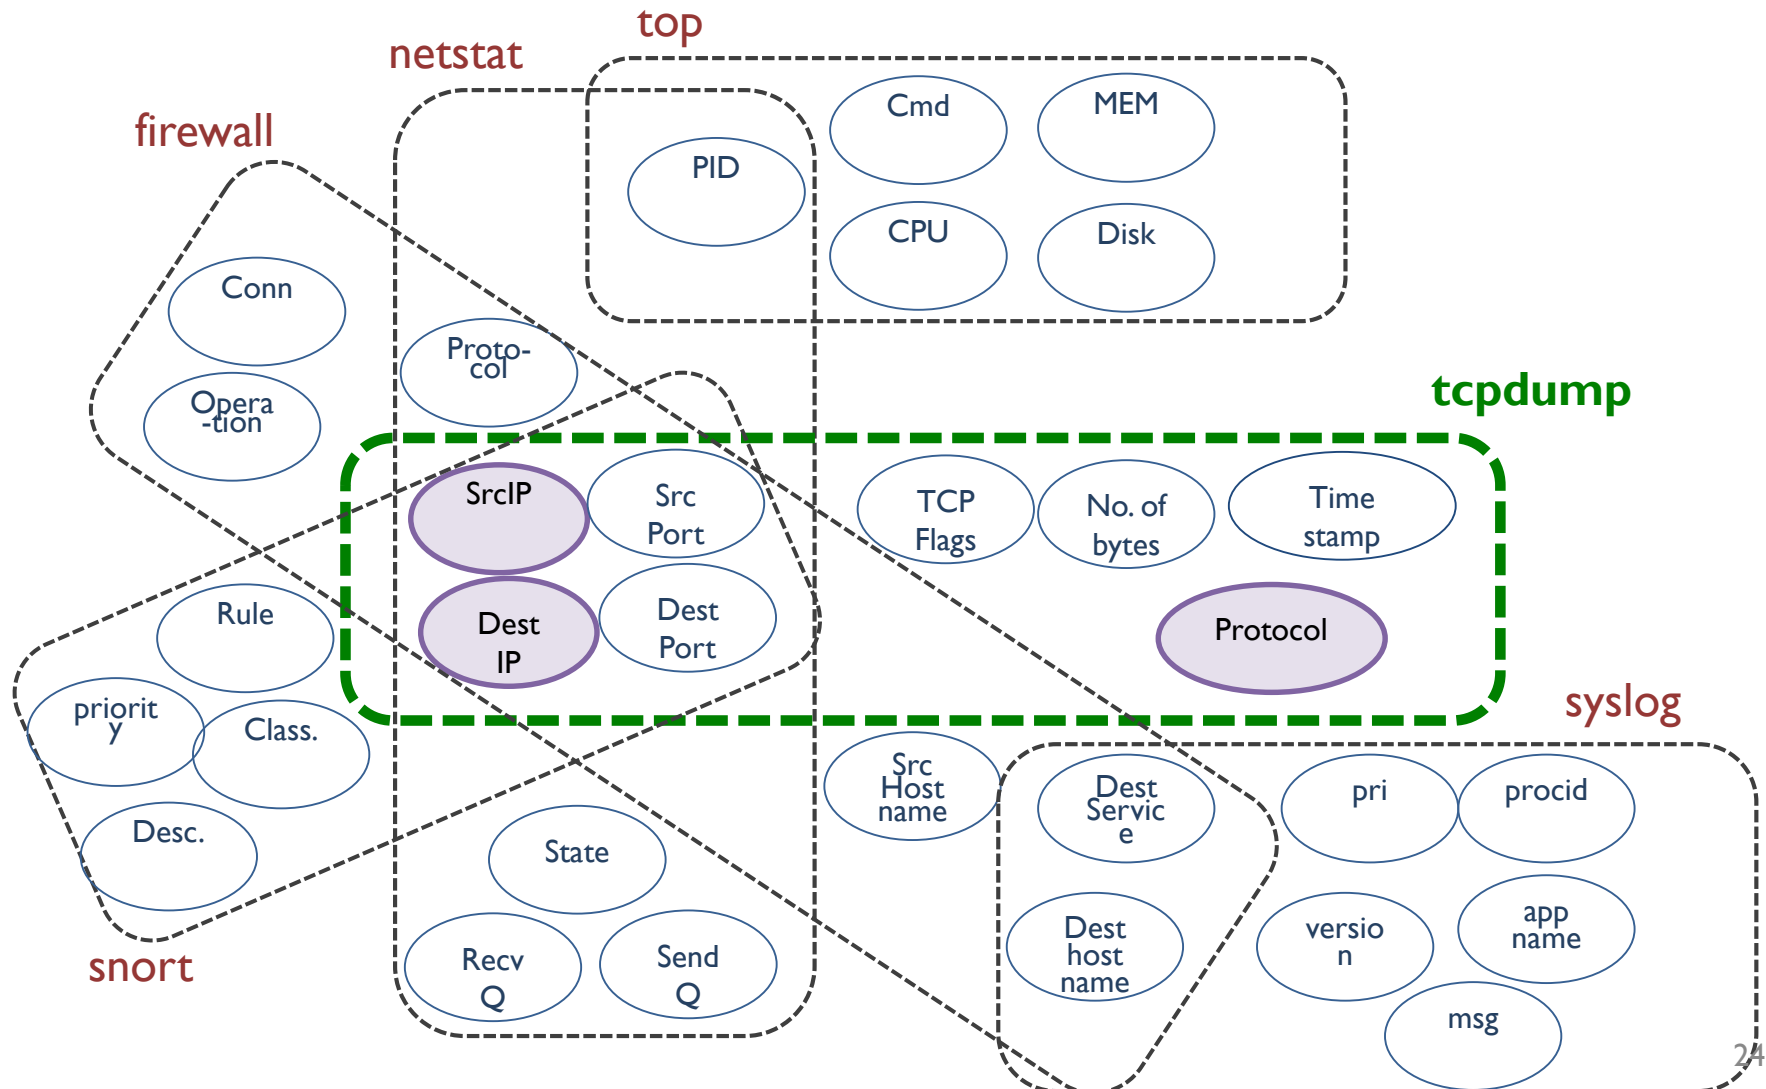 top
netstat
firewall
Cmd
MEM
PID
CPU
Disk
Conn
Proto-
col
Opera
-tion
tcpdump
SrcIP
Src
Port
TCP
Flags
No. of
bytes
Time
stamp
Dest
IP
Dest
Port
Protocol
Rule
priorit
y
Class.
Desc.
snort
syslog
Src
Host
name
Dest
Servic
e
pri
procid
State
Recv
Q
Send
Q
Dest
host
name
versio
n
app
name
msg
24